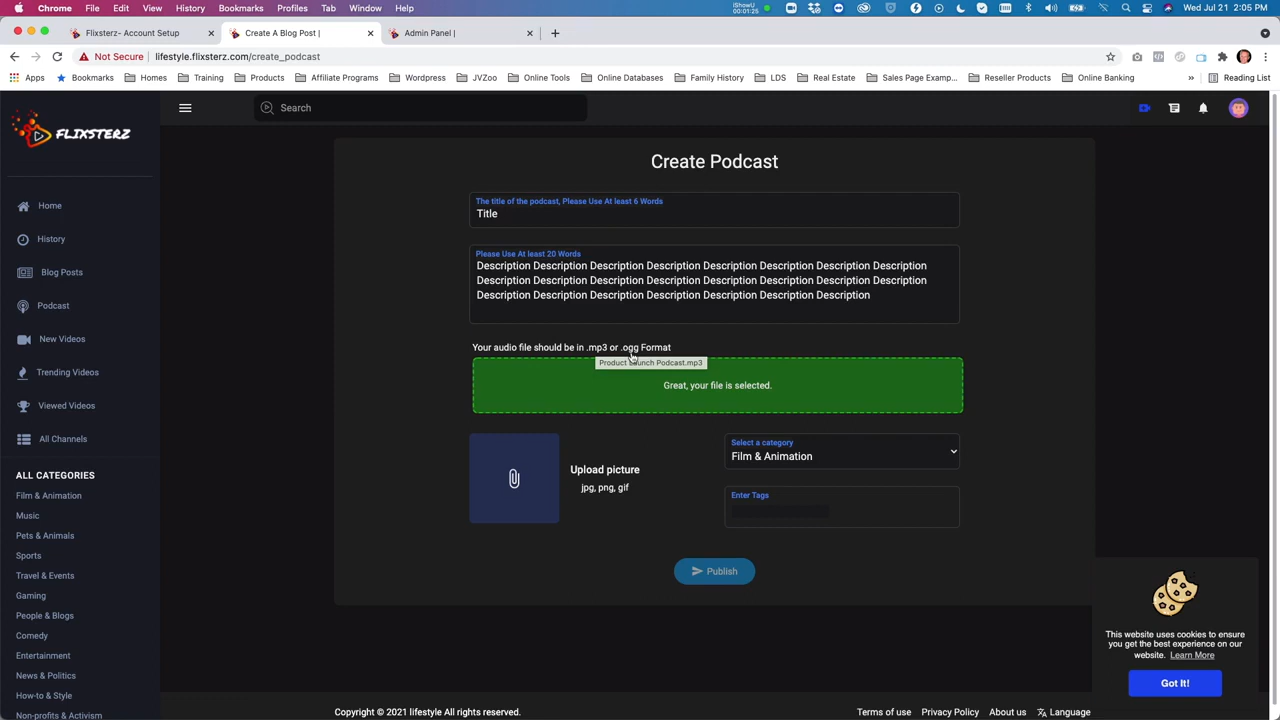 Chrome File Edit View History Bookmarks Profiles Tab Window Help
iShowU
00:01:25
Wed Jul 21 2:05 PM
Flixsterz- Account Setup
Create A Blog Post |
Admin Panel |
Not Secure lifestyle.flixsterz.com/create_podcast
Apps Bookmarks Homes Training Products Affiliate Programs Wordpress JVZoo Online Tools Online Databases Family History LDS Real Estate Sales Page Examp... Reseller Products Online Banking » Reading List
FLIXSTERZ
Search
Home
History
Blog Posts
Podcast
New Videos
Trending Videos
Viewed Videos
All Channels
ALL CATEGORIES
Film & Animation
Music
Pets & Animals
Sports
Travel & Events
Gaming
People & Blogs
Comedy
Entertainment
News & Politics
How-to & Style
Non-profits & Activism
Create Podcast
The title of the podcast, Please Use At least 6 Words
Title
Please Use At least 20 Words
Description Description Description Description Description Description Description Description
Description Description Description Description Description Description Description Description
Description Description Description Description Description Description Description
Your audio file should be in .mp3 or .ogg Format
Product Launch Podcast.mp3
Great, your file is selected.
Upload picture
jpg, png, gif
Select a category
Film & Animation
Enter Tags
Publish
This website uses cookies to ensure
you get the best experience on our
website. Learn More
Got It!
Copyright © 2021 lifestyle All rights reserved.
Terms of use Privacy Policy About us Language